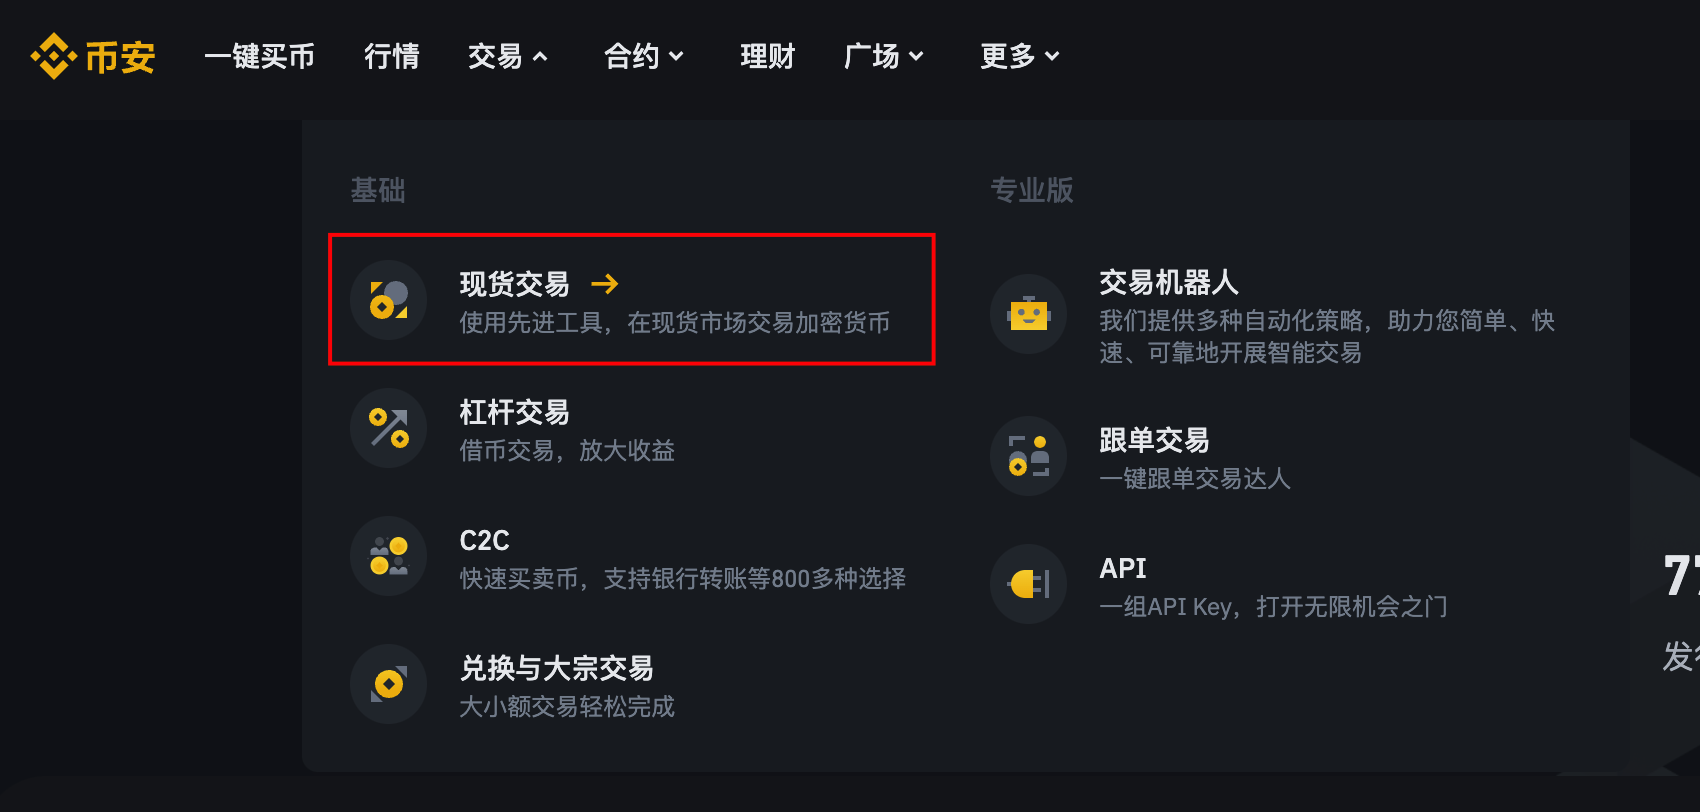 币安
一键买币 行情 交易 合约 理财 广场 更多
基础
现货交易
使用先进工具，在现货市场交易加密货币
杠杆交易
借币交易，放大收益
C2C
快速买卖币，支持银行转账等800多种选择
兑换与大宗交易
大小额交易轻松完成
专业版
交易机器人
我们提供多种自动化策略，助力您简单、快
速、可靠地开展智能交易
跟单交易
一键跟单交易达人
API
一组API Key，打开无限机会之门
77
发行